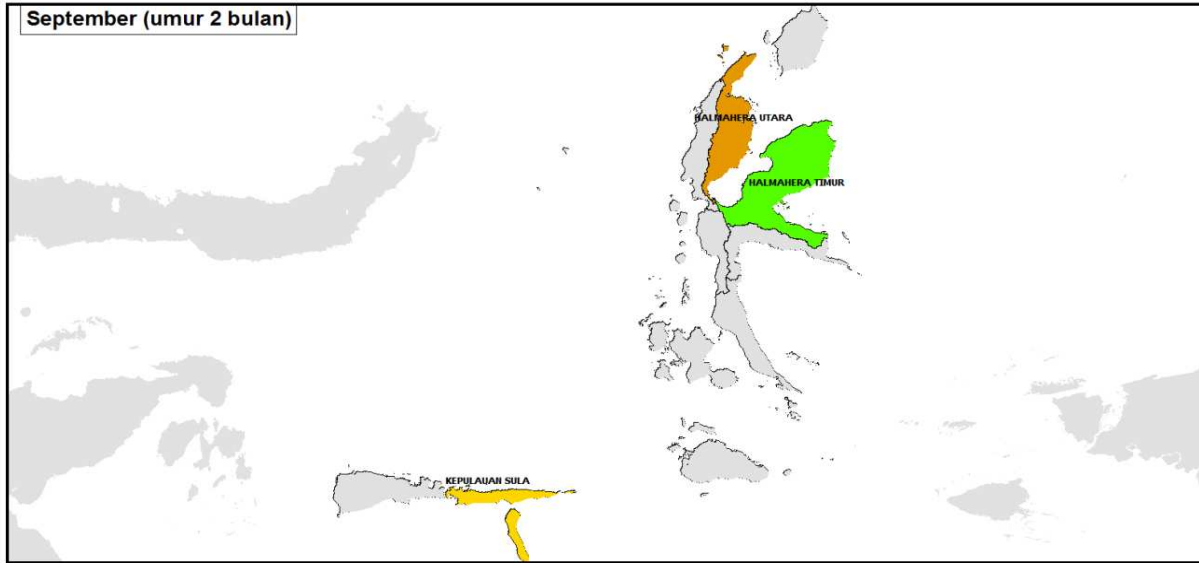 September (umur 2 bulan)
HALMAHERA UTARA
HALMAHERA TIMUR
KEPULAUAN SULA